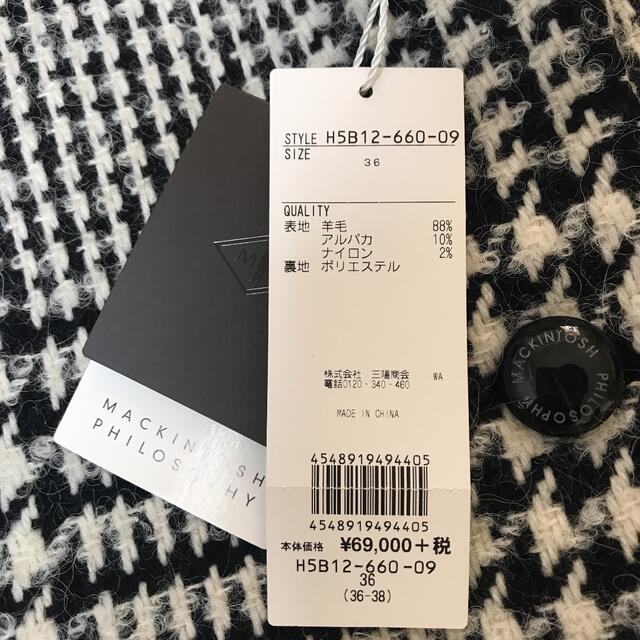 STYLE H5B12-660-09
SIZE
36
QUALITY
表地 羊毛 88%
アルパカ 10%
ナイロン 2%
裏地 ポリエステル
株式会社 三陽商会 WA
電話0120-340-460
MADE IN CHINA
4548919494405
4548919494405
本体価格 ¥69,000+税
H5B12-660-09
36
(36-38)
MACKINTOSH
PHILOSOPHY
MACKINTOSH PHILOSOPHY